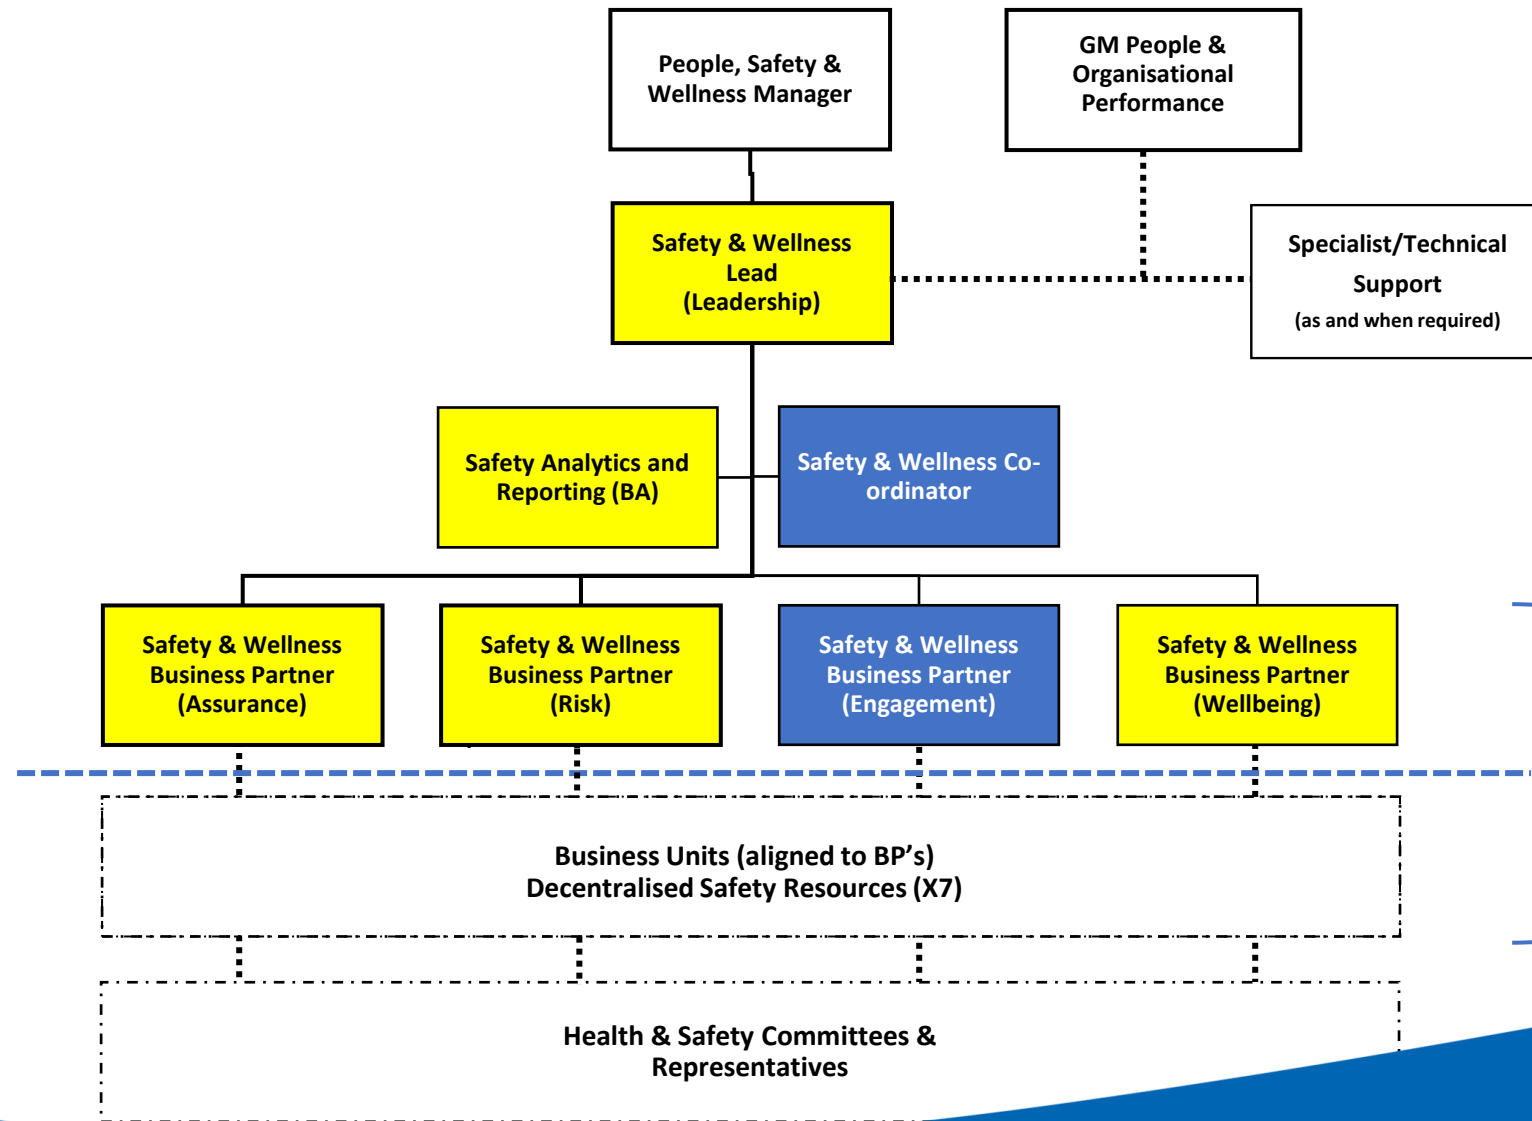 People, Safety &
Wellness Manager
GM People &
Organisational
Performance
Safety & Wellness
Lead
(Leadership)
Specialist/Technical
Support
(as and when required)
Safety Analytics and
Reporting (BA)
Safety & Wellness Co-
ordinator
Safety & Wellness
Business Partner
(Assurance)
Safety & Wellness
Business Partner
(Risk)
Safety & Wellness
Business Partner
(Engagement)
Safety & Wellness
Business Partner
(Wellbeing)
Business Units (aligned to BP’s)
Decentralised Safety Resources (X7)
Health & Safety Committees &
Representatives